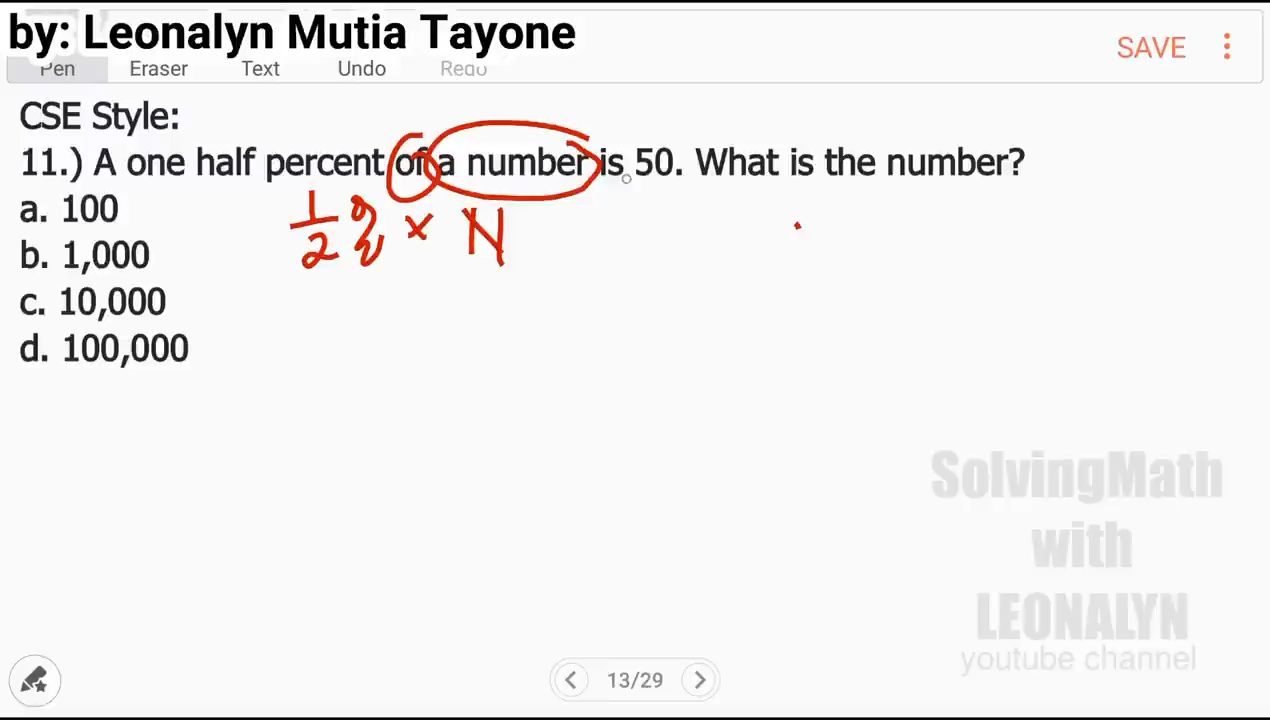 by: Leonalyn Mutia Tayone
SAVE
Pen Eraser Text Undo Redo
CSE Style:
11.) A one half percent of a number is 50. What is the number?
a. 100
b. 1,000
c. 10,000
d. 100,000
1/2 % × N
SolvingMath
with
LEONALYN
youtube channel
13/29